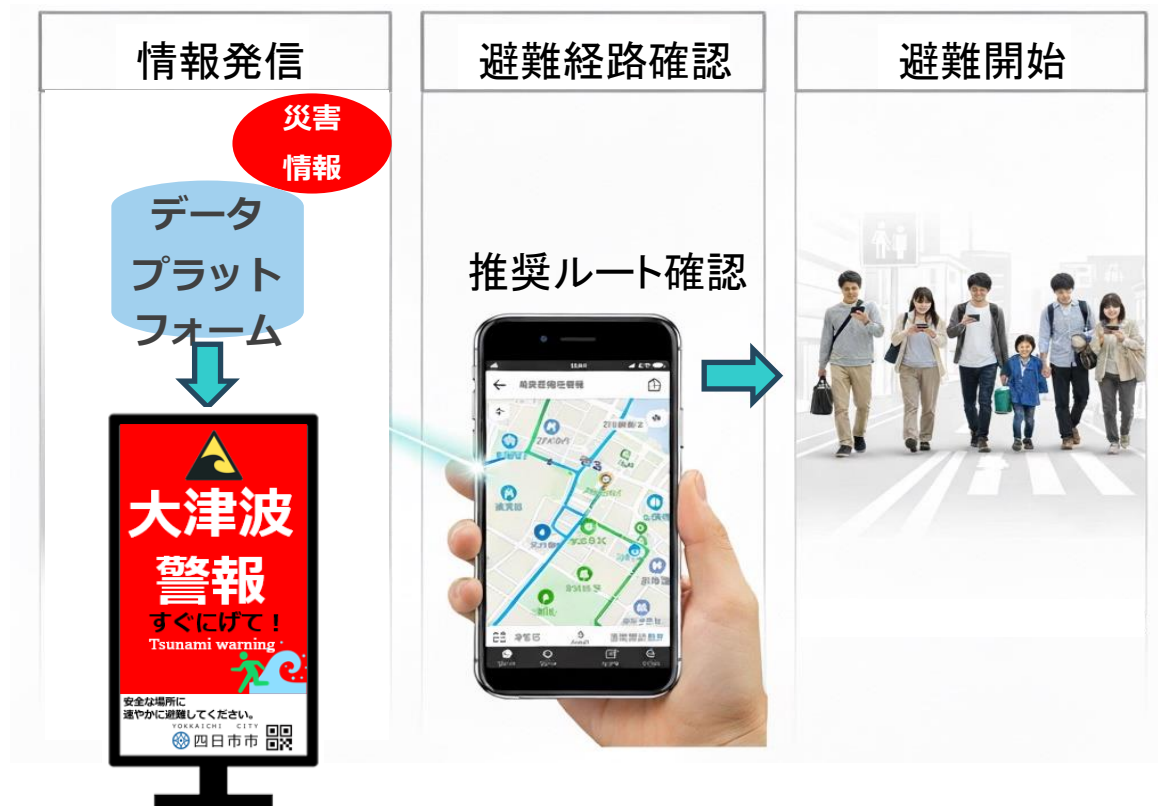 情報発信
災害
情報
データ
プラット
フォーム
大津波
警報
すぐにげて！
Tsunami warning
安全な場所に
速やかに避難してください。
YOKKAICHI CITY
四日市市
避難経路確認
推奨ルート確認
避難開始